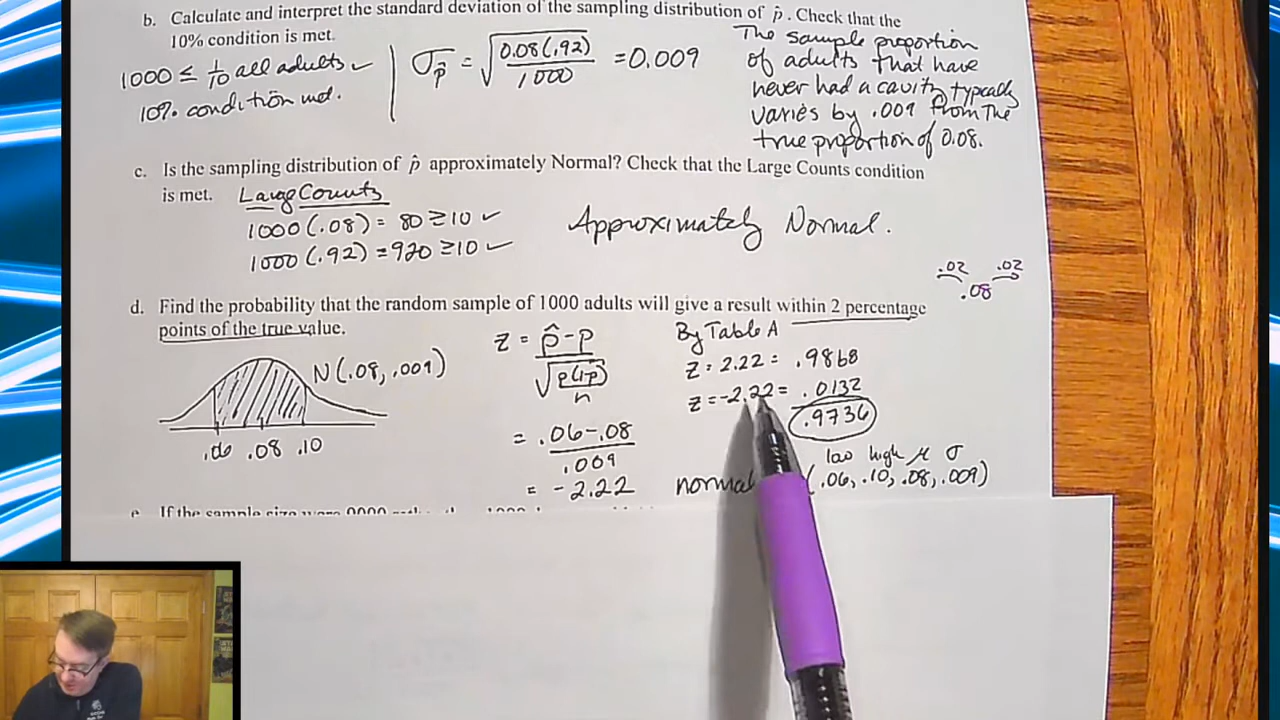 b. Calculate and interpret the standard deviation of the sampling distribution of p̂. Check that the
10% condition is met.
1000 ≤ 1/10 all adults ✓
10% condition met.
σp̂ = √(0.08(.92)/1000) = 0.009
The sample proportion
of adults that have
never had a cavity typically
varies by .009 from the
true proportion of 0.08.
c. Is the sampling distribution of p̂ approximately Normal? Check that the Large Counts condition
is met. Large Counts
1000(.08) = 80 ≥ 10 ✓
1000(.92) = 920 ≥ 10 ✓
Approximately Normal.
.02 .02
.08
d. Find the probability that the random sample of 1000 adults will give a result within 2 percentage
points of the true value.
N(.08, .009)
.06 .08 .10
z = p̂ - p / √(p(1-p)/n)
= .06 - .08 / .009
= -2.22
By Table A
z = 2.22 = .9868
z = -2.22 = .0132
.9736
low high μ σ
normal (.06, .10, .08, .009)
e. If the sample size were 9000